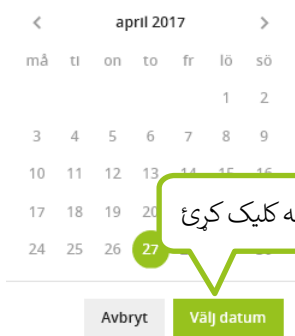 < april 2017 >
må ti on to fr lö sö
1 2
3 4 5 6 7 8 9
10 11 12 13 14 15 16
17 18 19 20
کلیک کړئ
24 25 26 27
Avbryt Välj datum